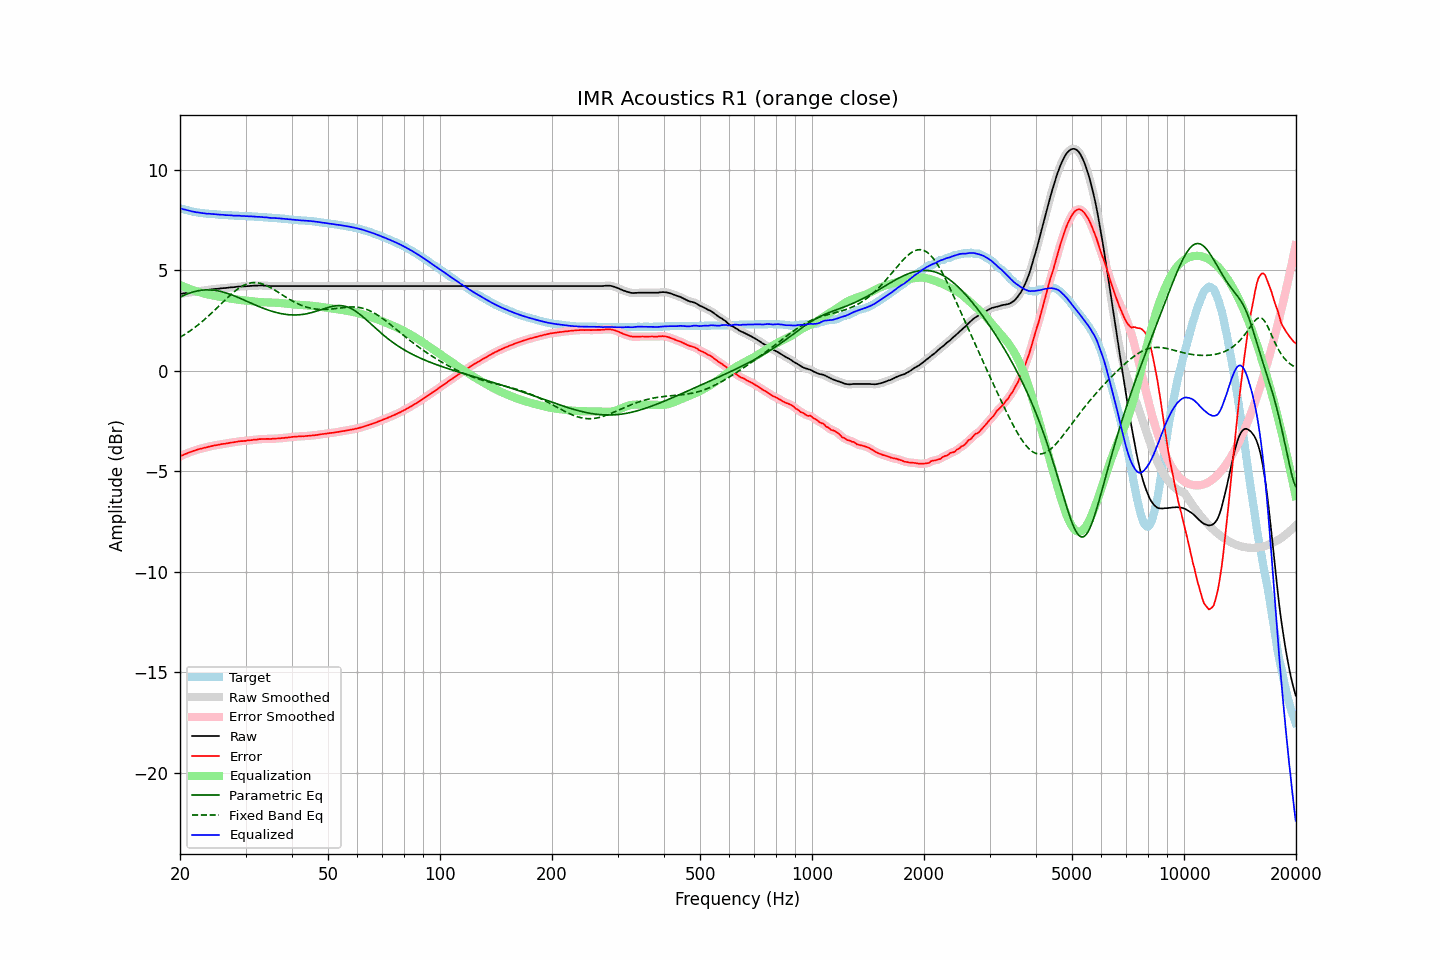 IMR Acoustics R1 (orange close)
10
5
0
−5
−10
−15
−20
Amplitude (dBr)
Target
Raw Smoothed
Error Smoothed
Raw
Error
Equalization
Parametric Eq
Fixed Band Eq
Equalized
20 50 100 200 500 1000 2000 5000 10000 20000
Frequency (Hz)